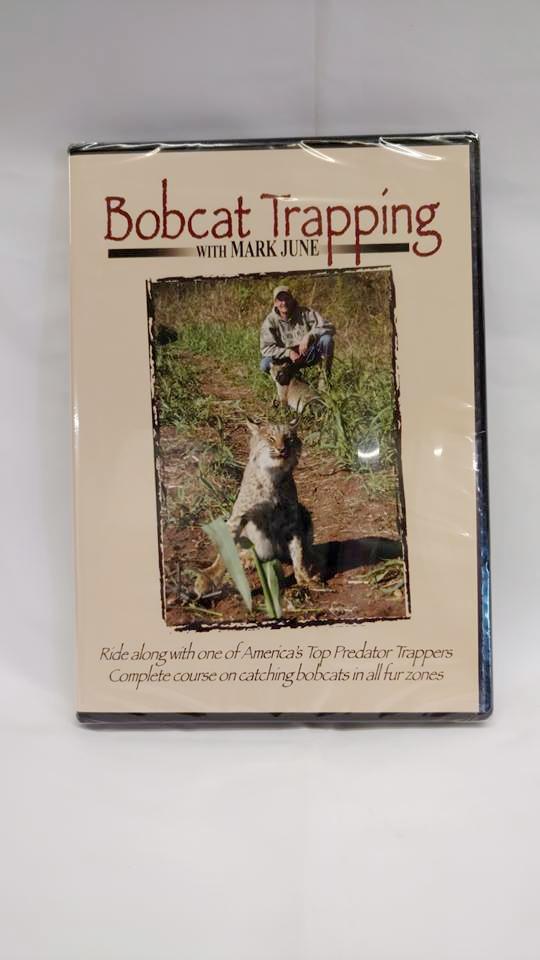 Bobcat Trapping
WITH MARK JUNE
Ride along with one of America's Top Predator Trappers
Complete course on catching bobcats in all fur zones